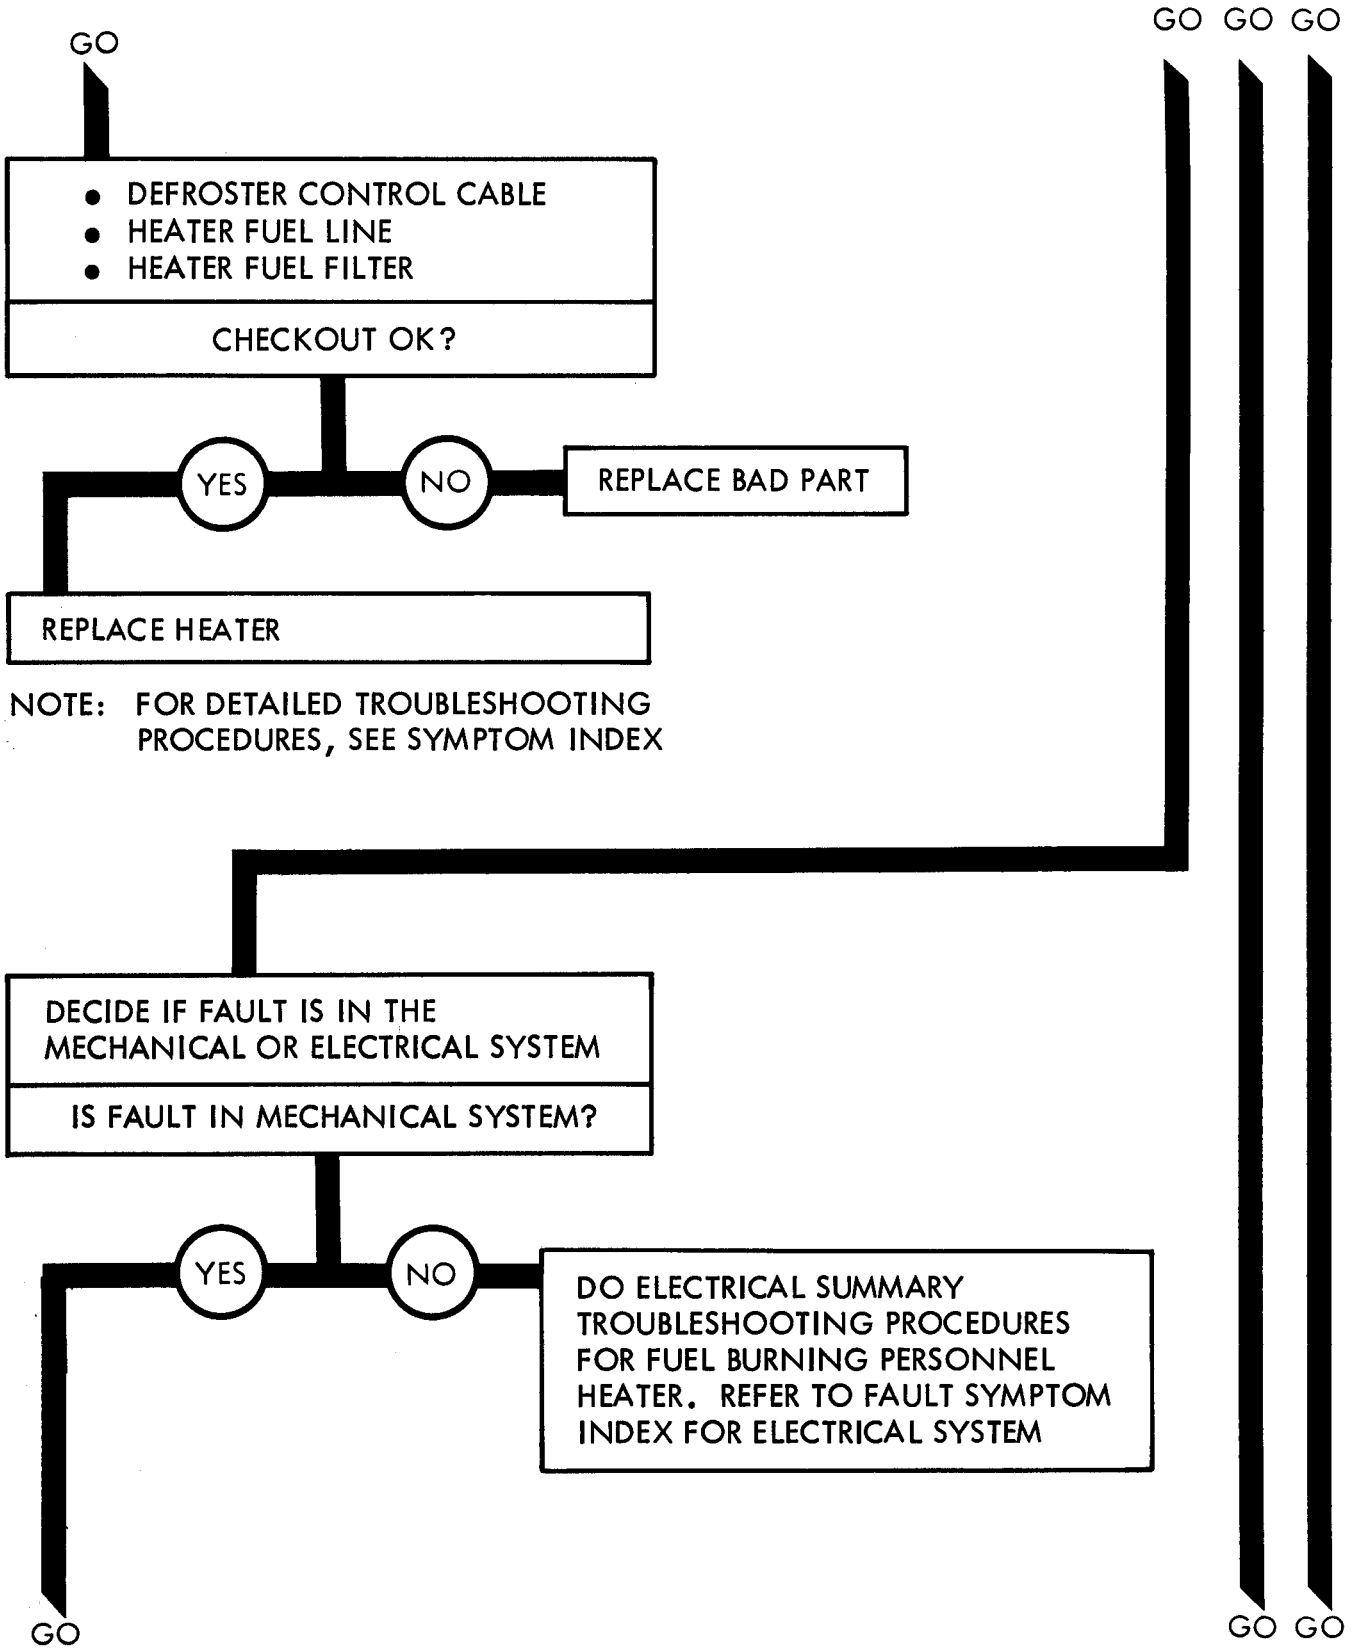 GO GO GO
GO
• DEFROSTER CONTROL CABLE
• HEATER FUEL LINE
• HEATER FUEL FILTER
CHECKOUT OK?
YES
NO
REPLACE BAD PART
REPLACE HEATER
NOTE: FOR DETAILED TROUBLESHOOTING
PROCEDURES, SEE SYMPTOM INDEX
DECIDE IF FAULT IS IN THE
MECHANICAL OR ELECTRICAL SYSTEM
IS FAULT IN MECHANICAL SYSTEM?
YES
NO
DO ELECTRICAL SUMMARY
TROUBLESHOOTING PROCEDURES
FOR FUEL BURNING PERSONNEL
HEATER. REFER TO FAULT SYMPTOM
INDEX FOR ELECTRICAL SYSTEM
GO
GO GO